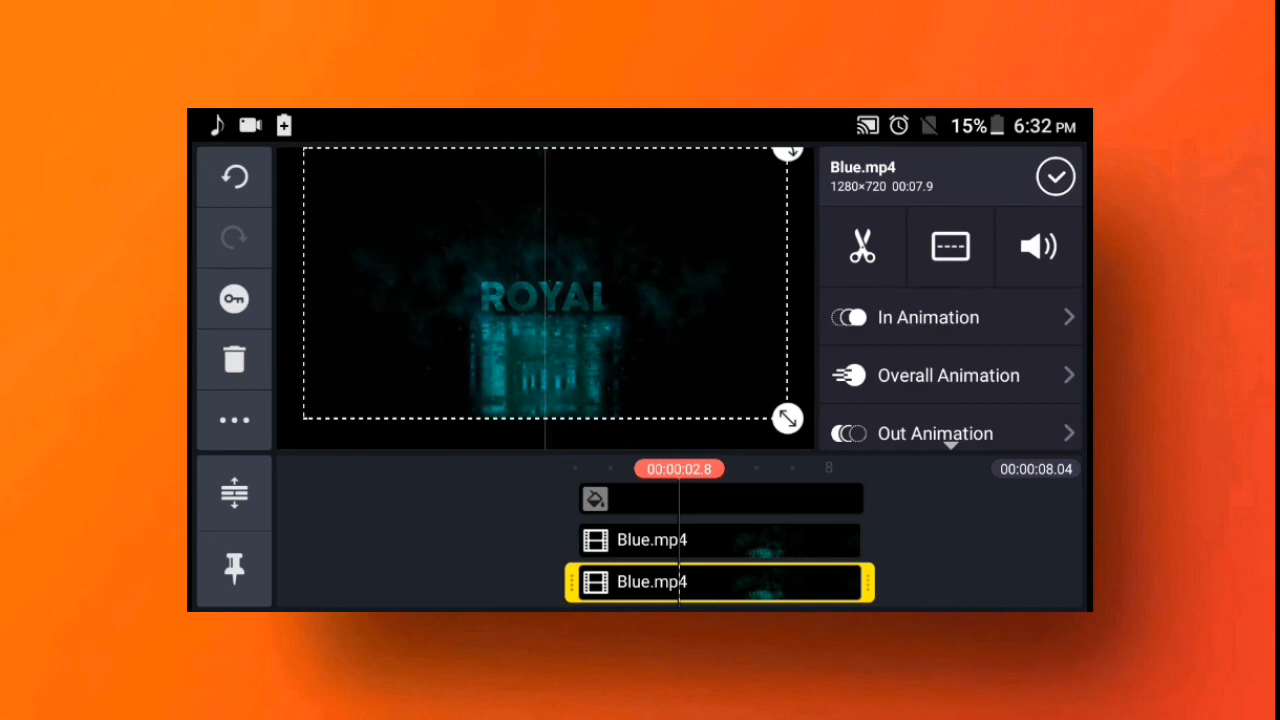 15% 6:32 PM
Blue.mp4
1280×720 00:07.9
ROYAL
In Animation
Overall Animation
Out Animation
00:00:02.8 8 00:00:08.04
Blue.mp4
Blue.mp4